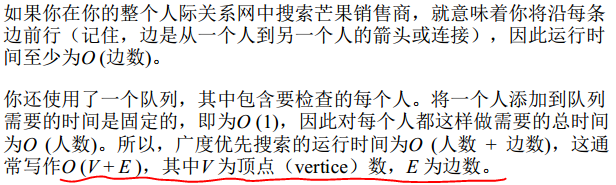 如果你在你的整个人际关系网中搜索芒果销售商，就意味着你将沿每条
边前行（记住，边是从一个人到另一个人的箭头或连接），因此运行时
间至少为O (边数)。
你还使用了一个队列，其中包含要检查的每个人。将一个人添加到队列
需要的时间是固定的，即为O (1)，因此对每个人都这样做需要的总时间
为O (人数)。所以，广度优先搜索的运行时间为O (人数 + 边数)，这通
常写作O (V + E )，其中V 为顶点（vertice）数，E 为边数。